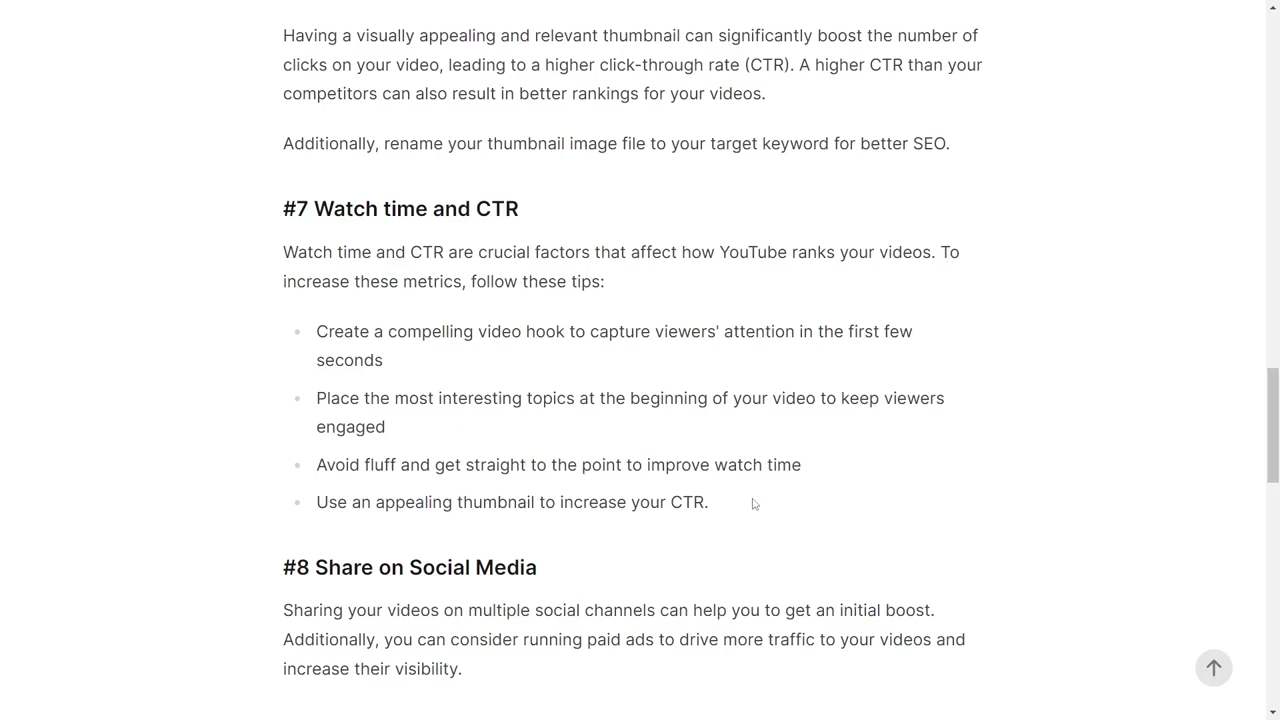 Having a visually appealing and relevant thumbnail can significantly boost the number of
clicks on your video, leading to a higher click-through rate (CTR). A higher CTR than your
competitors can also result in better rankings for your videos.
Additionally, rename your thumbnail image file to your target keyword for better SEO.
#7 Watch time and CTR
Watch time and CTR are crucial factors that affect how YouTube ranks your videos. To
increase these metrics, follow these tips:
Create a compelling video hook to capture viewers' attention in the first few
seconds
Place the most interesting topics at the beginning of your video to keep viewers
engaged
Avoid fluff and get straight to the point to improve watch time
Use an appealing thumbnail to increase your CTR.
#8 Share on Social Media
Sharing your videos on multiple social channels can help you to get an initial boost.
Additionally, you can consider running paid ads to drive more traffic to your videos and
increase their visibility.